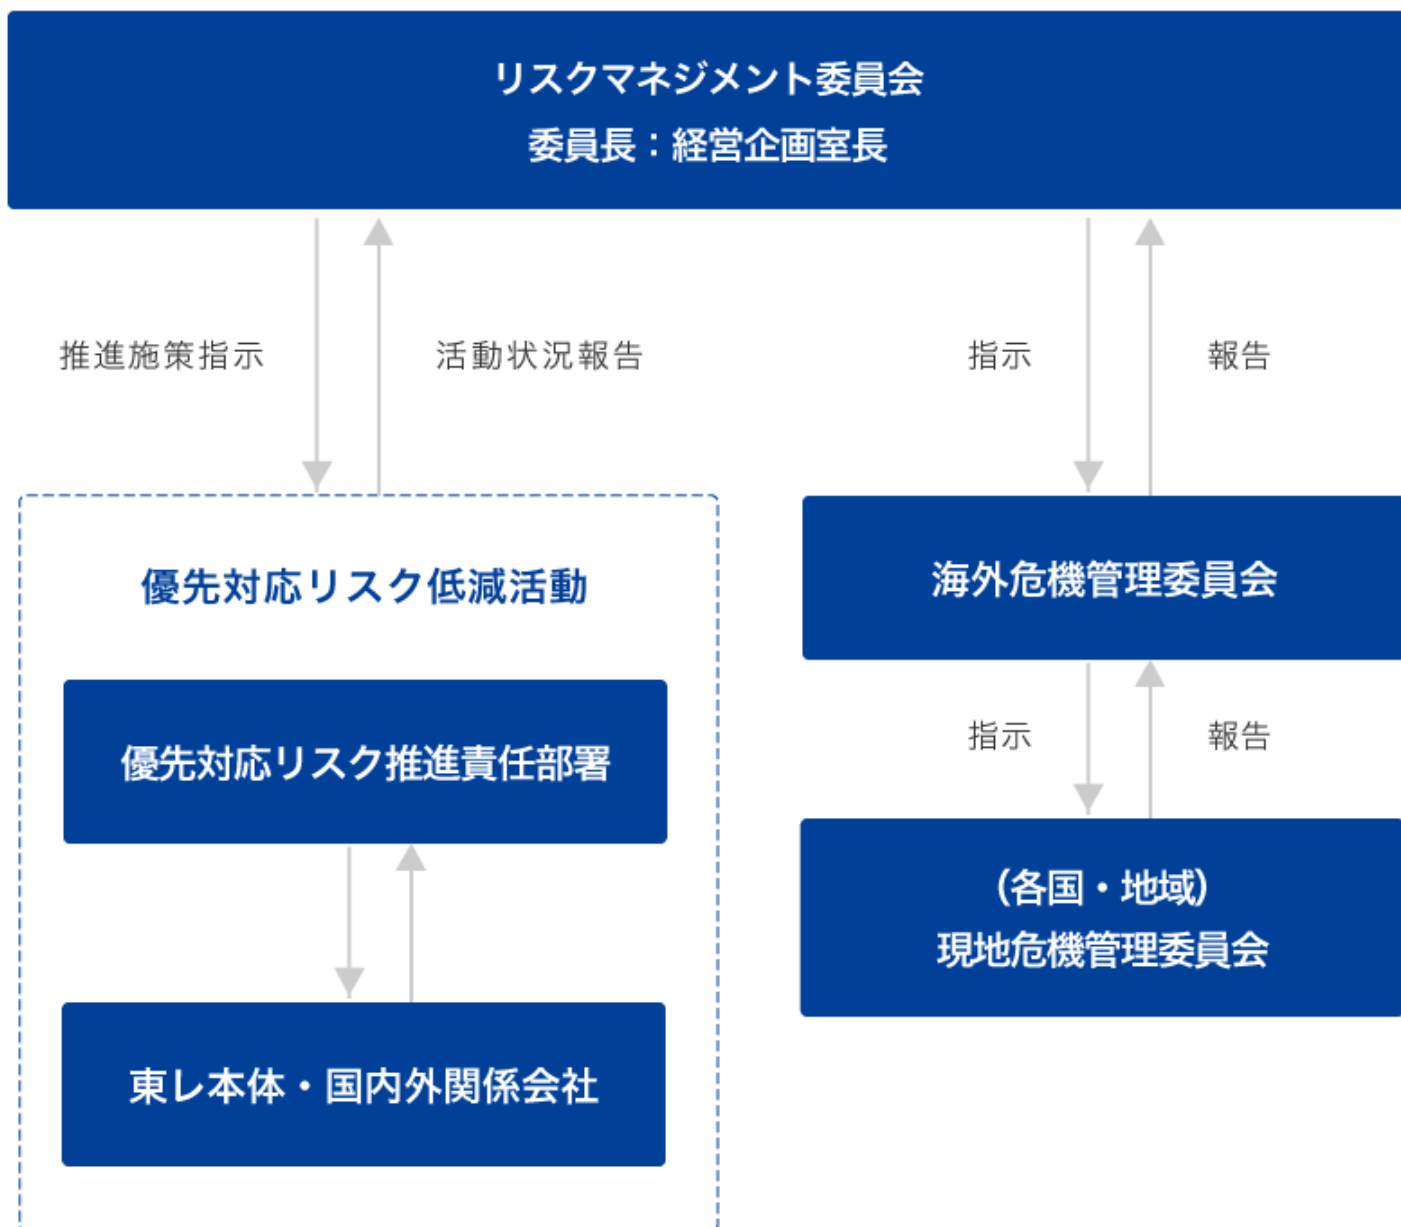 リスクマネジメント委員会
委員長：経営企画室長
推進施策指示
活動状況報告
指示
報告
優先対応リスク低減活動
海外危機管理委員会
優先対応リスク推進責任部署
指示
報告
（各国・地域）
現地危機管理委員会
東レ本体・国内外関係会社